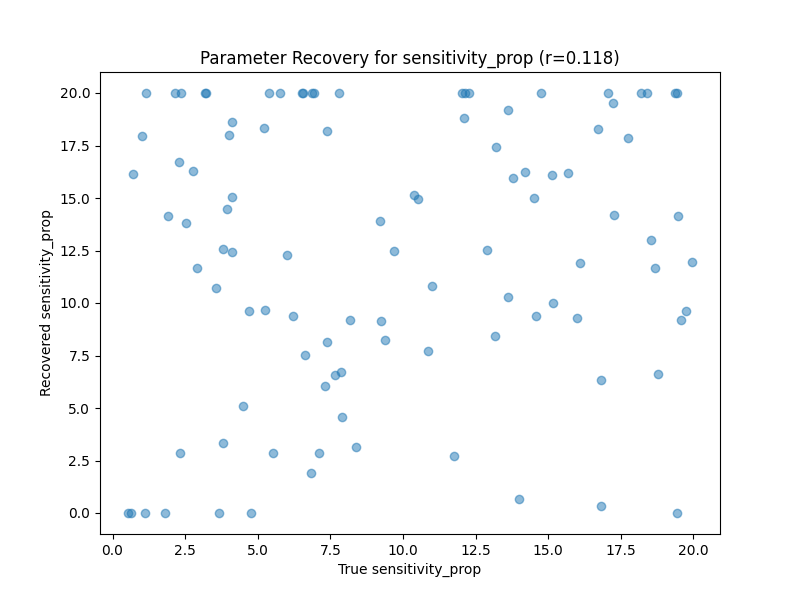 Parameter Recovery for sensitivity_prop (r=0.118)
20.0
17.5
15.0
12.5
10.0
7.5
5.0
2.5
0.0
Recovered sensitivity_prop
0.0 2.5 5.0 7.5 10.0 12.5 15.0 17.5 20.0
True sensitivity_prop